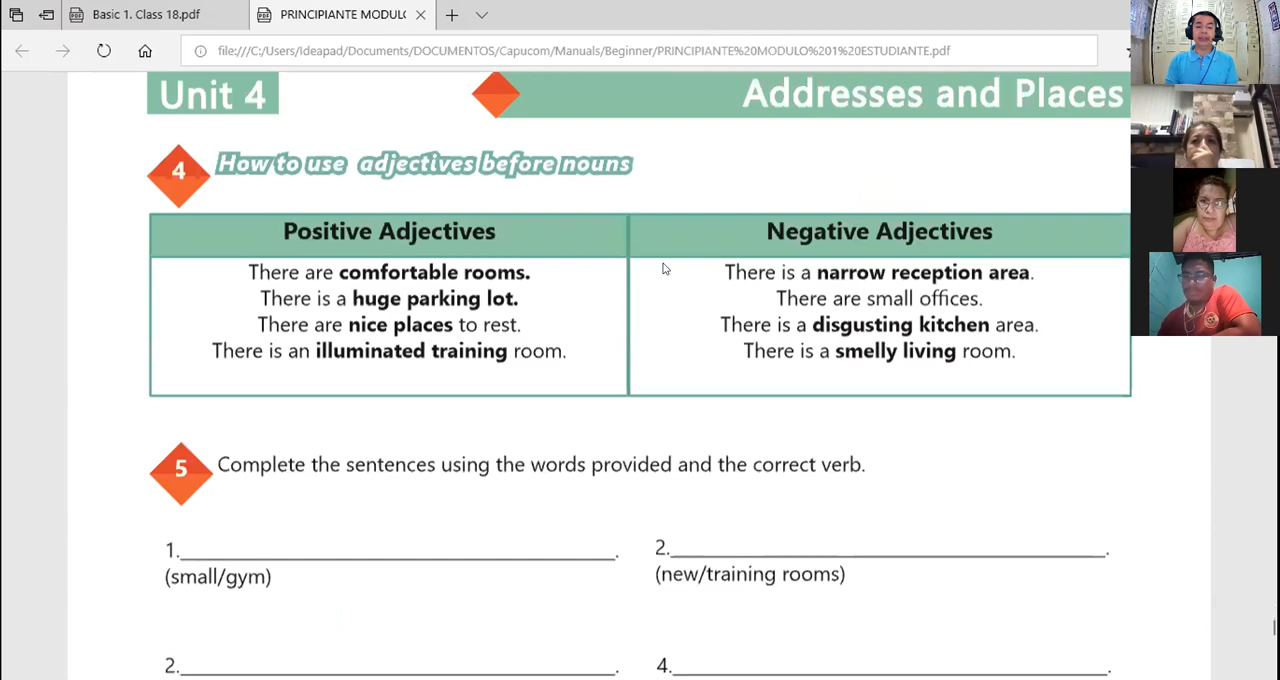 Basic 1. Class 18.pdf
PRINCIPIANTE MODULO
file:///C:/Users/Ideapad/Documents/DOCUMENTOS/Capucom/Manuals/Beginner/PRINCIPIANTE%20MODULO%201%20ESTUDIANTE.pdf
Unit 4
Addresses and Places
4
How to use adjectives before nouns
Positive Adjectives
There are comfortable rooms.
There is a huge parking lot.
There are nice places to rest.
There is an illuminated training room.
Negative Adjectives
There is a narrow reception area.
There are small offices.
There is a disgusting kitchen area.
There is a smelly living room.
5
Complete the sentences using the words provided and the correct verb.
1.____________________.
(small/gym)
2.____________________.
(new/training rooms)
2.____________________.
4.____________________.